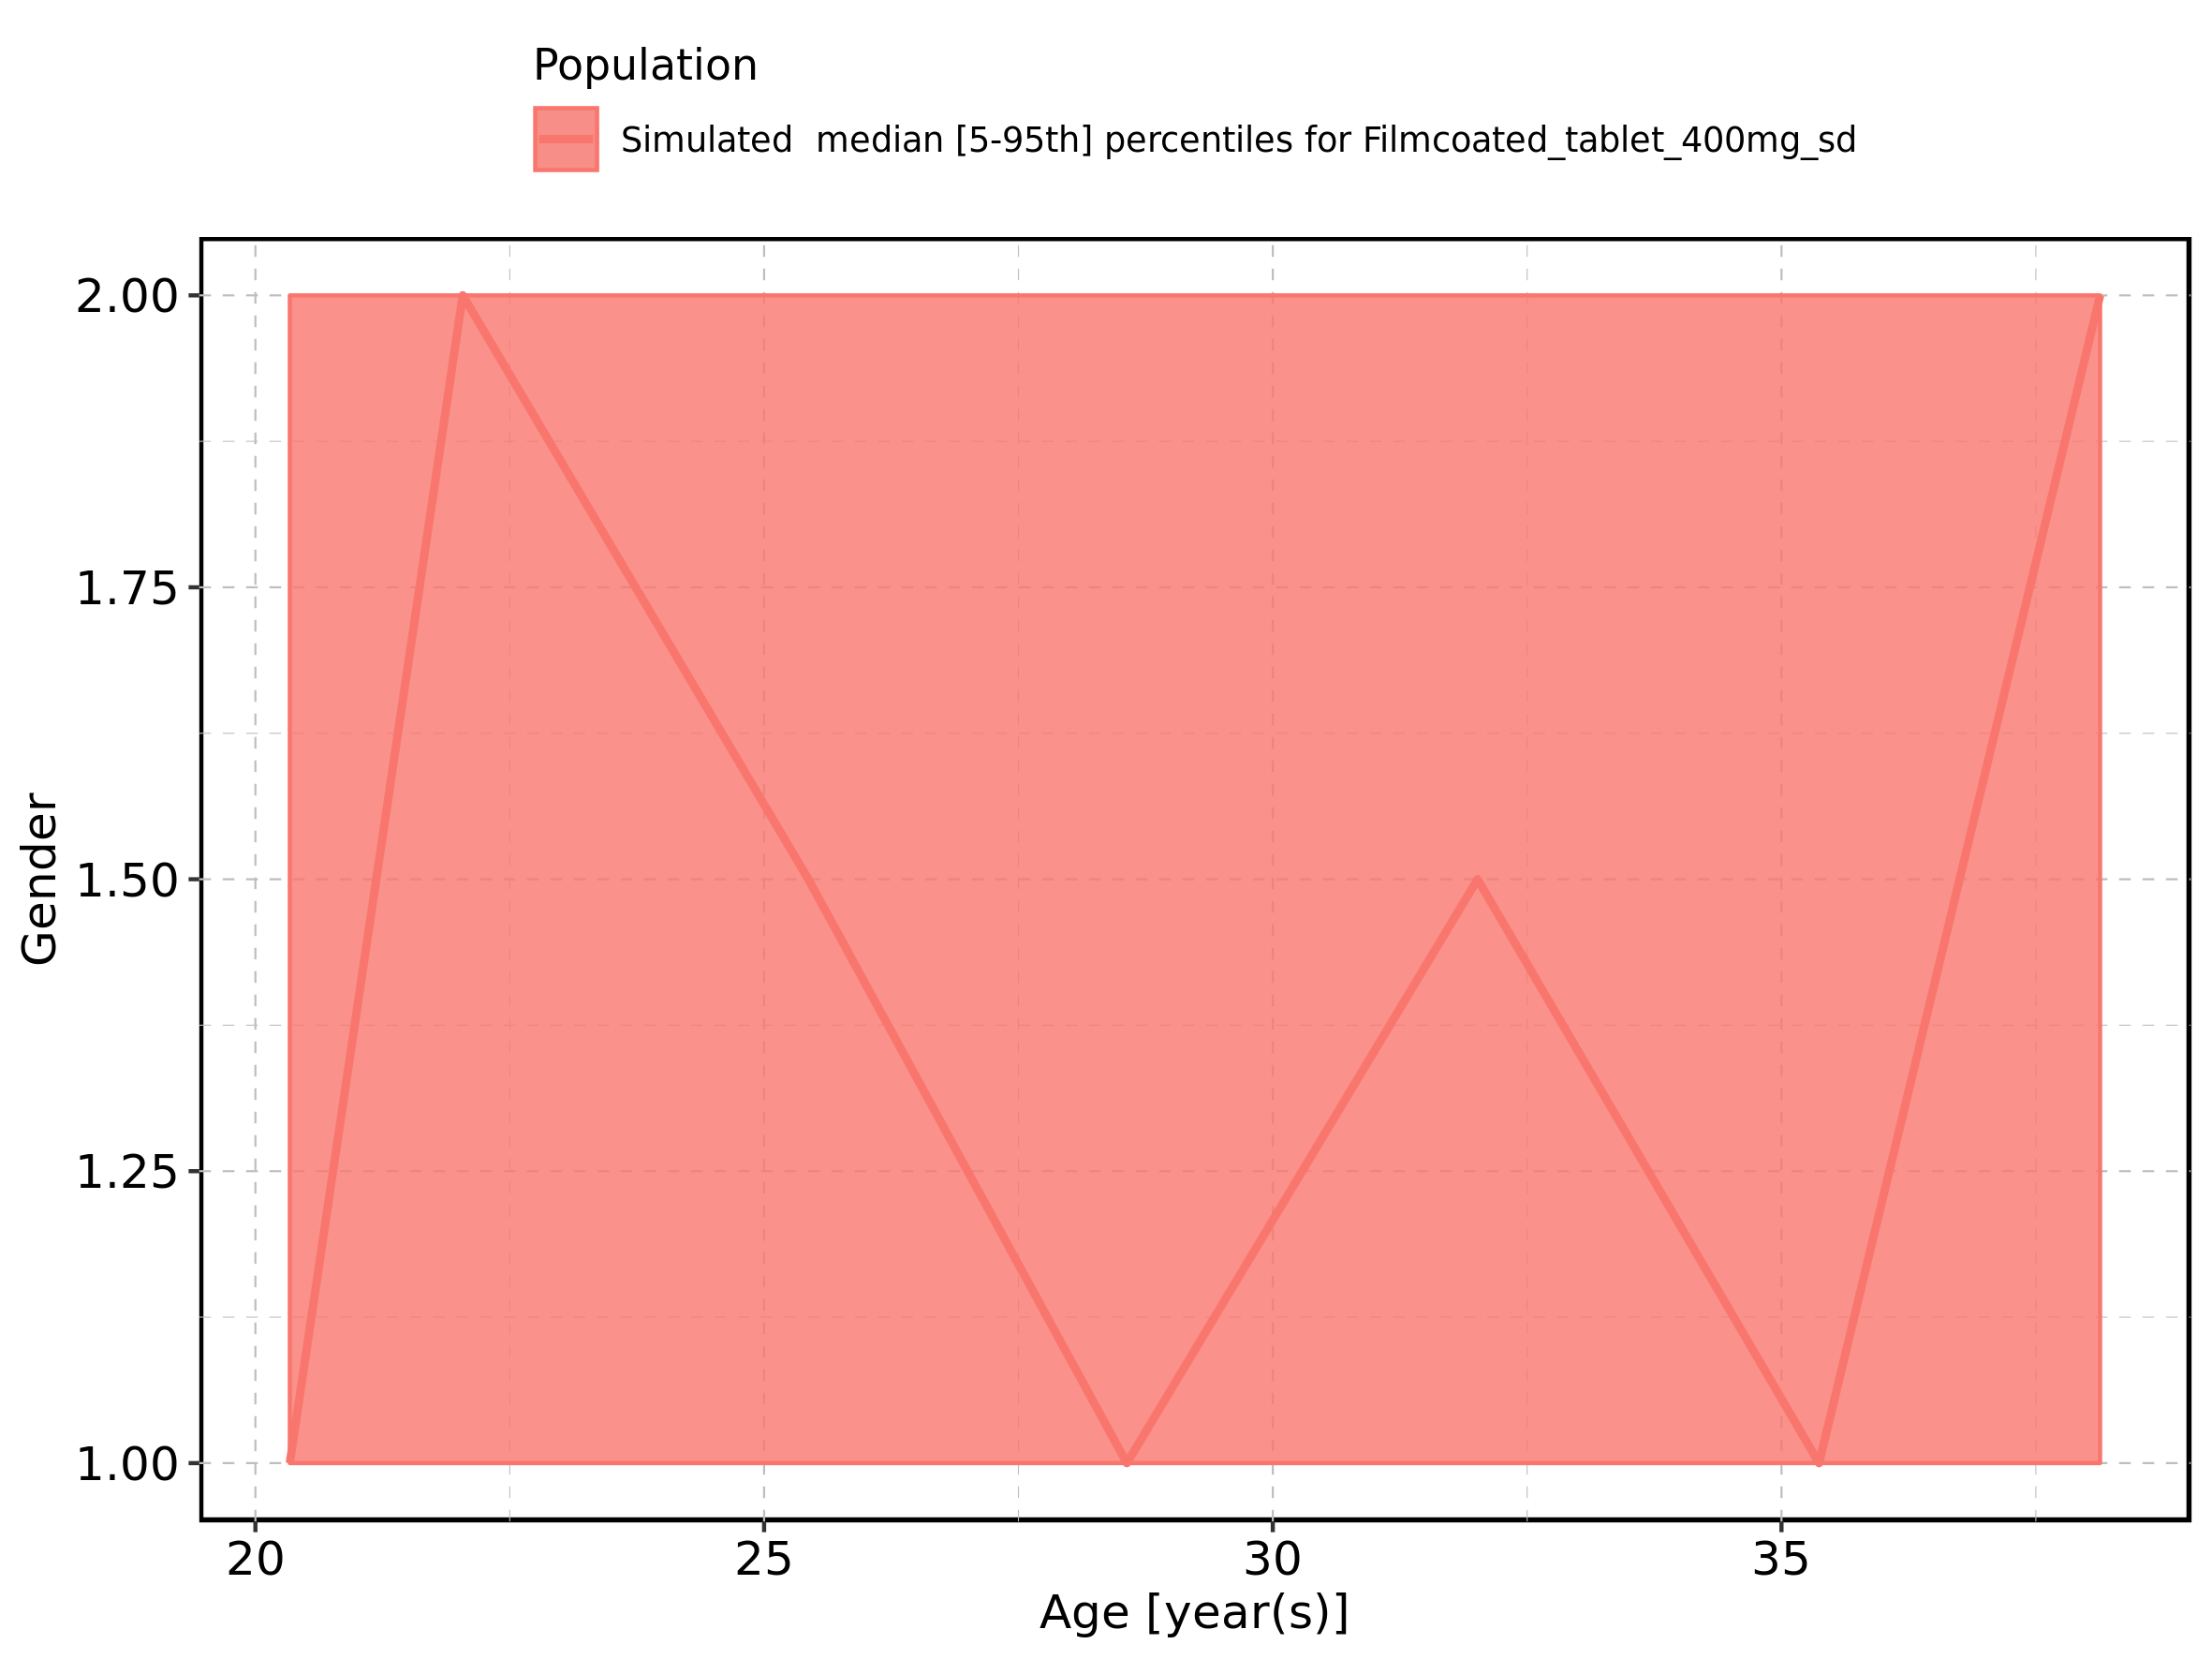 Population
Simulated  median [5-95th] percentiles for Filmcoated_tablet_400mg_sd
2.00
1.75
1.50
1.25
1.00
Gender
20 25 30 35
Age [year(s)]